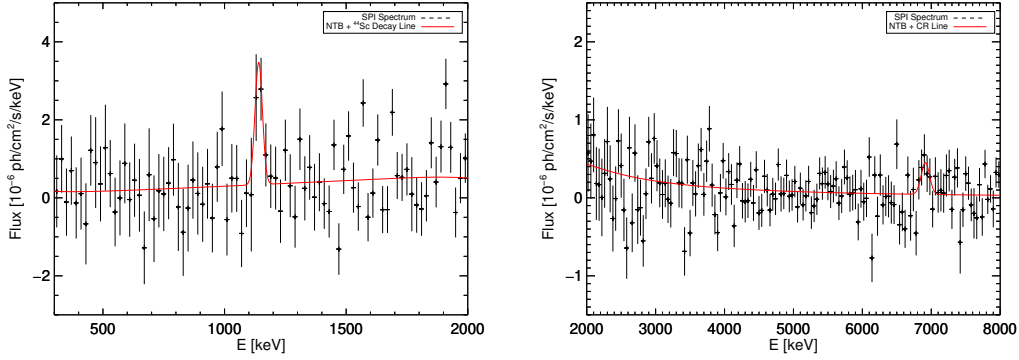 SPI Spectrum
NTB + ⁴⁴Sc Decay Line
4
2
0
−2
Flux [10⁻⁶ ph/cm²/s/keV]
500
1000
1500
2000
E [keV]
SPI Spectrum
NTB + CR Line
1
0
−1
Flux [10⁻⁶ ph/cm²/s/keV]
2000
3000
4000
5000
6000
7000
8000
E [keV]